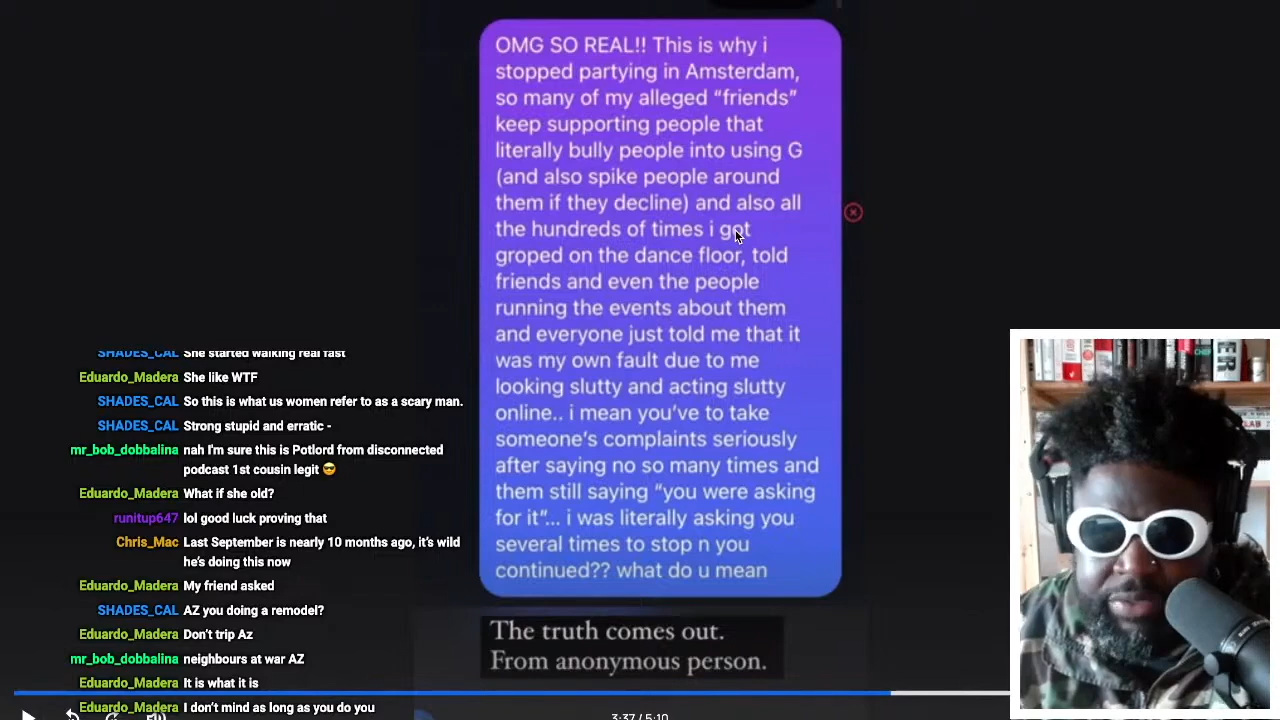 OMG SO REAL!! This is why i
stopped partying in Amsterdam,
so many of my alleged “friends”
keep supporting people that
literally bully people into using G
(and also spike people around
them if they decline) and also all
the hundreds of times i got
groped on the dance floor, told
friends and even the people
running the events about them
and everyone just told me that it
was my own fault due to me
looking slutty and acting slutty
online.. i mean you’ve to take
someone’s complaints seriously
after saying no so many times and
them still saying “you were asking
for it”... i was literally asking you
several times to stop n you
continued?? what do u mean
The truth comes out.
From anonymous person.
SHADES_CAL She started walking real fast
Eduardo_Madera She like WTF
SHADES_CAL So this is what us women refer to as a scary man.
SHADES_CAL Strong stupid and erratic -
mr_bob_dobbalina nah I'm sure this is Potlord from disconnected
podcast 1st cousin legit 😎
Eduardo_Madera What if she old?
runitup647 lol good luck proving that
Chris_Mac Last September is nearly 10 months ago, it’s wild
he’s doing this now
Eduardo_Madera My friend asked
SHADES_CAL AZ you doing a remodel?
Eduardo_Madera Don’t trip Az
mr_bob_dobbalina neighbours at war AZ
Eduardo_Madera It is what it is
Eduardo_Madera I don’t mind as long as you do you
3:37 / 5:10